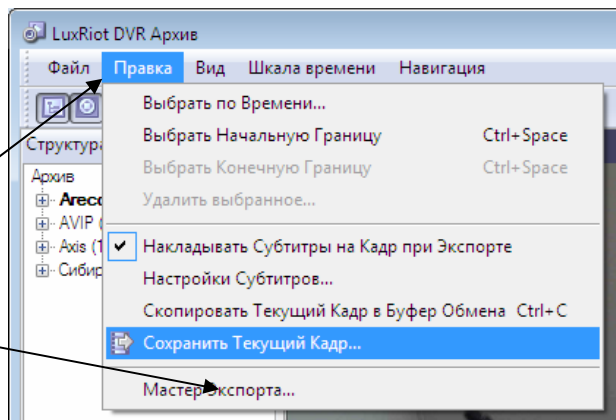 LuxRiot DVR Архив
Файл Правка Вид Шкала времени Навигация
Выбрать по Времени...
Выбрать Начальную Границу Ctrl+Space
Выбрать Конечную Границу Ctrl+Space
Удалить выбранное...
Накладывать Субтитры на Кадр при Экспорте
Настройки Субтитров...
Скопировать Текущий Кадр в Буфер Обмена Ctrl+C
Сохранить Текущий Кадр...
Мастер Экспорта...
Структура
Архив
Areco
AVIP (
Axis (1
Сибир